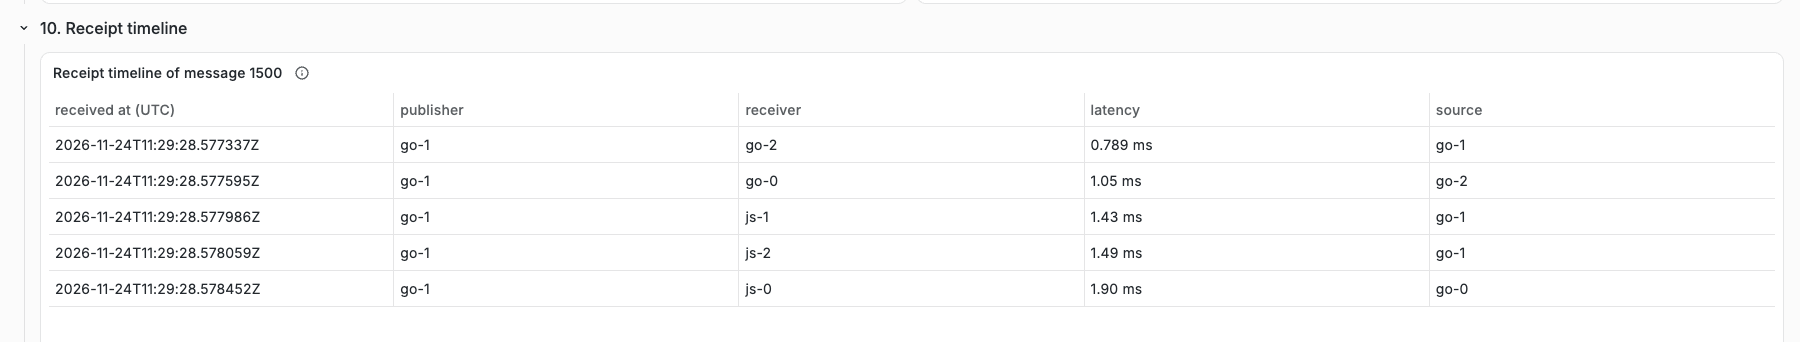 10. Receipt timeline
Receipt timeline of message 1500
received at (UTC) publisher receiver latency source
2026-11-24T11:29:28.577337Z go-1 go-2 0.789 ms go-1
2026-11-24T11:29:28.577595Z go-1 go-0 1.05 ms go-2
2026-11-24T11:29:28.577986Z go-1 js-1 1.43 ms go-1
2026-11-24T11:29:28.578059Z go-1 js-2 1.49 ms go-1
2026-11-24T11:29:28.578452Z go-1 js-0 1.90 ms go-0